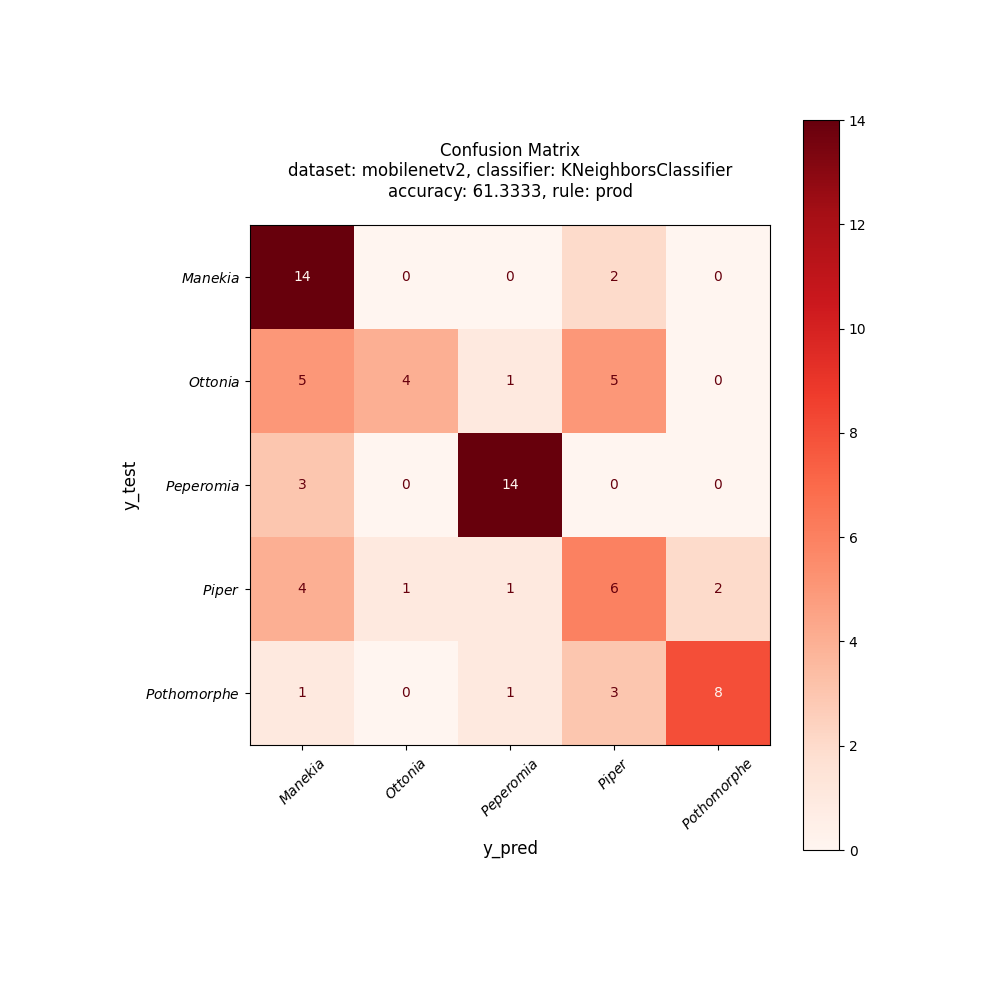 Confusion Matrix
dataset: mobilenetv2, classifier: KNeighborsClassifier
accuracy: 61.3333, rule: prod
y_test
Manekia 14 0 0 2 0
Ottonia 5 4 1 5 0
Peperomia 3 0 14 0 0
Piper 4 1 1 6 2
Pothomorphe 1 0 1 3 8
Manekia Ottonia Peperomia Piper Pothomorphe
y_pred
14
12
10
8
6
4
2
0